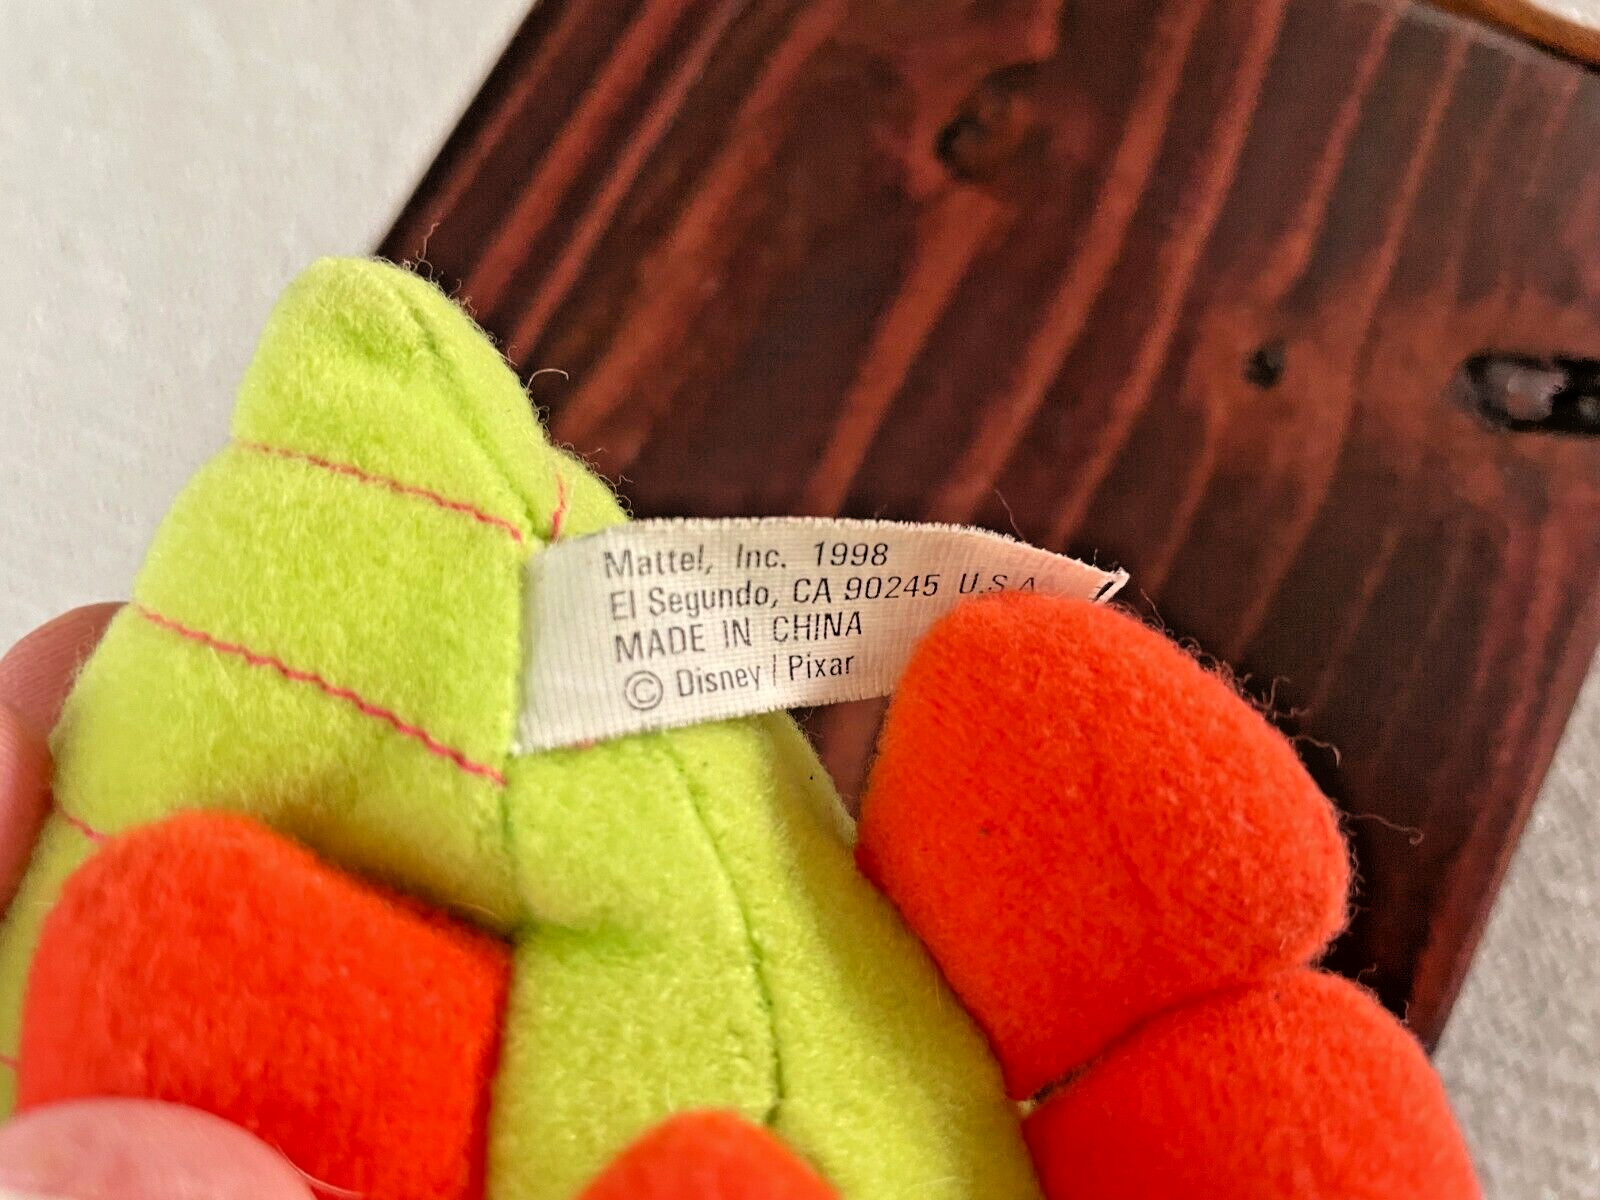 Mattel, Inc. 1998
El Segundo, CA 90245 U.S.A
MADE IN CHINA
© Disney | Pixar